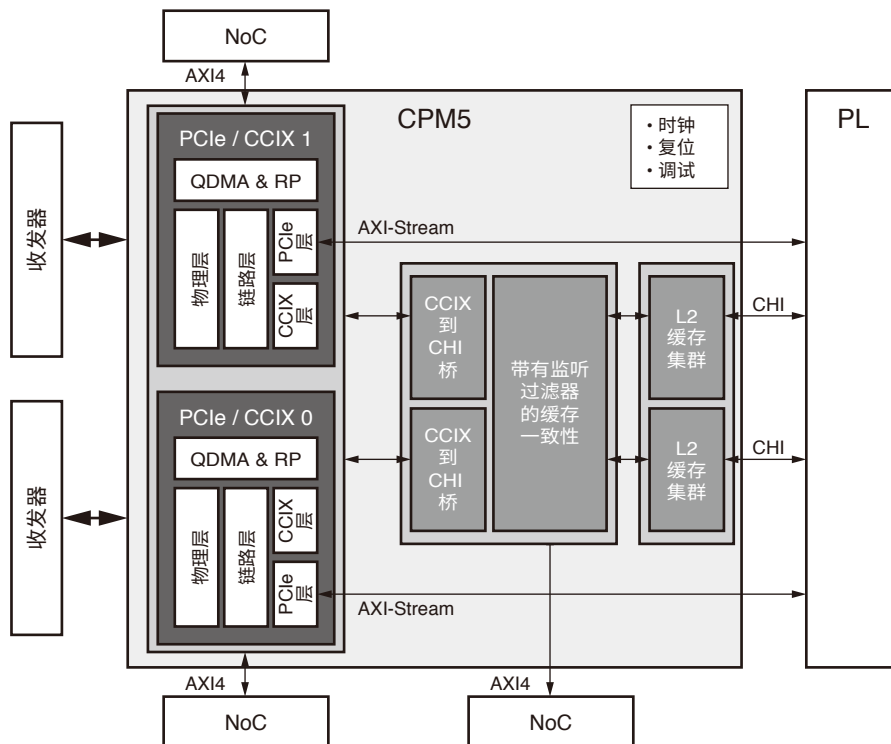 NoC
AXI4
CPM5
PL
• 时钟
• 复位
• 调试
收发器
PCIe / CCIX 1
QDMA & RP
物理层
链路层
PCIe
层
CCIX
层
AXI-Stream
CCIX
到
CHI
桥
带有监听
过滤器
的缓存
一致性
L2
缓存
集群
CHI
收发器
PCIe / CCIX 0
QDMA & RP
物理层
链路层
CCIX
层
PCIe
层
CCIX
到
CHI
桥
L2
缓存
集群
CHI
AXI-Stream
AXI4
NoC
AXI4
NoC